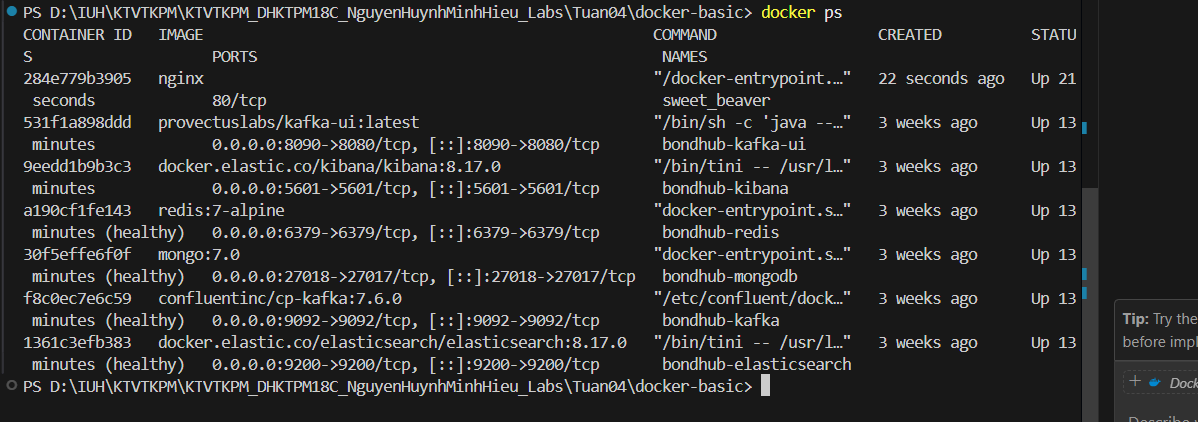 PS D:\IUH\KTVTKPM\KTVTKPM_DHKTPM18C_NguyenHuynhMinhHieu_Labs\Tuan04\docker-basic> docker ps
CONTAINER ID   IMAGE                                                 COMMAND                  CREATED          STATU
S              PORTS                                                 NAMES
284e779b3905   nginx                                                 "/docker-entrypoint.…"   22 seconds ago   Up 21
 seconds       80/tcp                                                sweet_beaver
531f1a898ddd   provectuslabs/kafka-ui:latest                         "/bin/sh -c 'java --…"   3 weeks ago      Up 13
 minutes       0.0.0.0:8090->8080/tcp, [::]:8090->8080/tcp           bondhub-kafka-ui
9eedd1b9b3c3   docker.elastic.co/kibana/kibana:8.17.0                "/bin/tini -- /usr/l…"   3 weeks ago      Up 13
 minutes       0.0.0.0:5601->5601/tcp, [::]:5601->5601/tcp           bondhub-kibana
a190cf1fe143   redis:7-alpine                                        "docker-entrypoint.s…"   3 weeks ago      Up 13
 minutes (healthy)   0.0.0.0:6379->6379/tcp, [::]:6379->6379/tcp     bondhub-redis
30f5effe6f0f   mongo:7.0                                             "docker-entrypoint.s…"   3 weeks ago      Up 13
 minutes (healthy)   0.0.0.0:27018->27017/tcp, [::]:27018->27017/tcp   bondhub-mongodb
f8c0ec7e6c59   confluentinc/cp-kafka:7.6.0                           "/etc/confluent/dock…"   3 weeks ago      Up 13
 minutes (healthy)   0.0.0.0:9092->9092/tcp, [::]:9092->9092/tcp     bondhub-kafka
1361c3efb383   docker.elastic.co/elasticsearch/elasticsearch:8.17.0   "/bin/tini -- /usr/l…"   3 weeks ago      Up 13
 minutes (healthy)   0.0.0.0:9200->9200/tcp, [::]:9200->9200/tcp     bondhub-elasticsearch
PS D:\IUH\KTVTKPM\KTVTKPM_DHKTPM18C_NguyenHuynhMinhHieu_Labs\Tuan04\docker-basic>
Tip: Try the
before impl
+ Dock